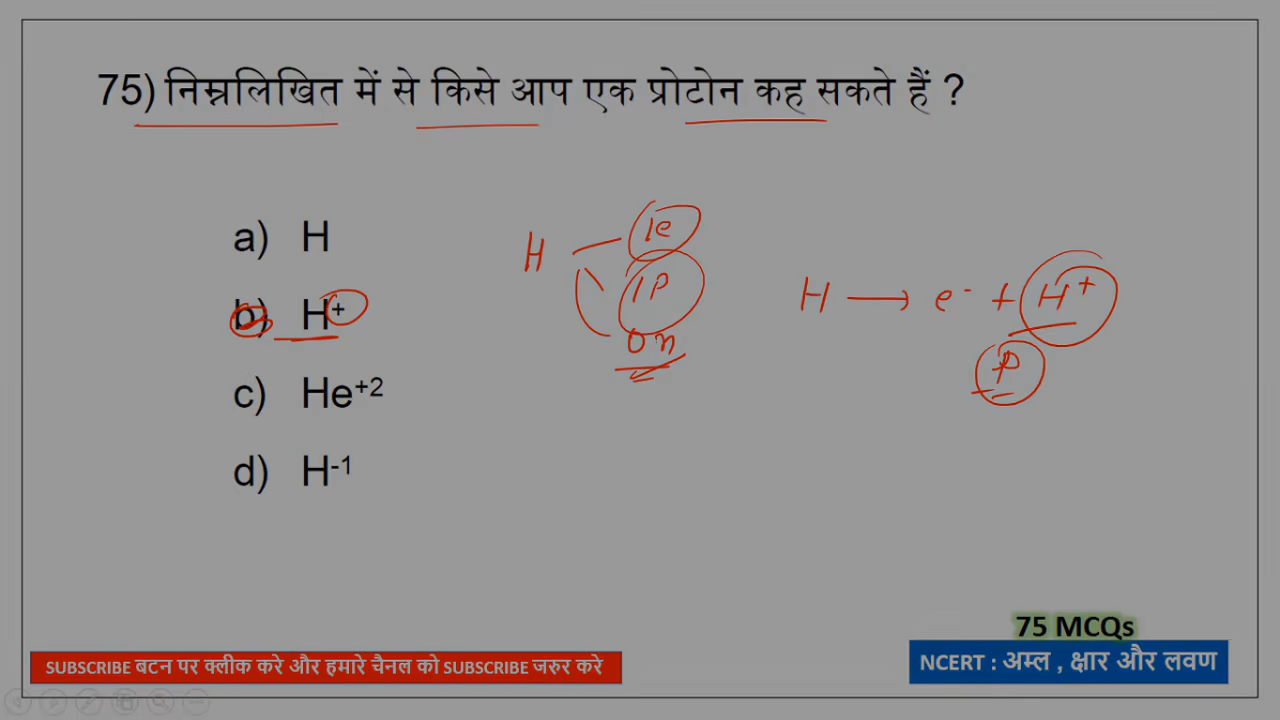 75) निम्नलिखित में से किसे आप एक प्रोटोन कह सकते हैं ?
a) H
b) H+
c) He+2
d) H-1
H
1e
1p
0n
H → e- + H+
P
75 MCQs
NCERT : अम्ल , क्षार और लवण
SUBSCRIBE बटन पर क्लीक करे और हमारे चैनल को SUBSCRIBE जरुर करे